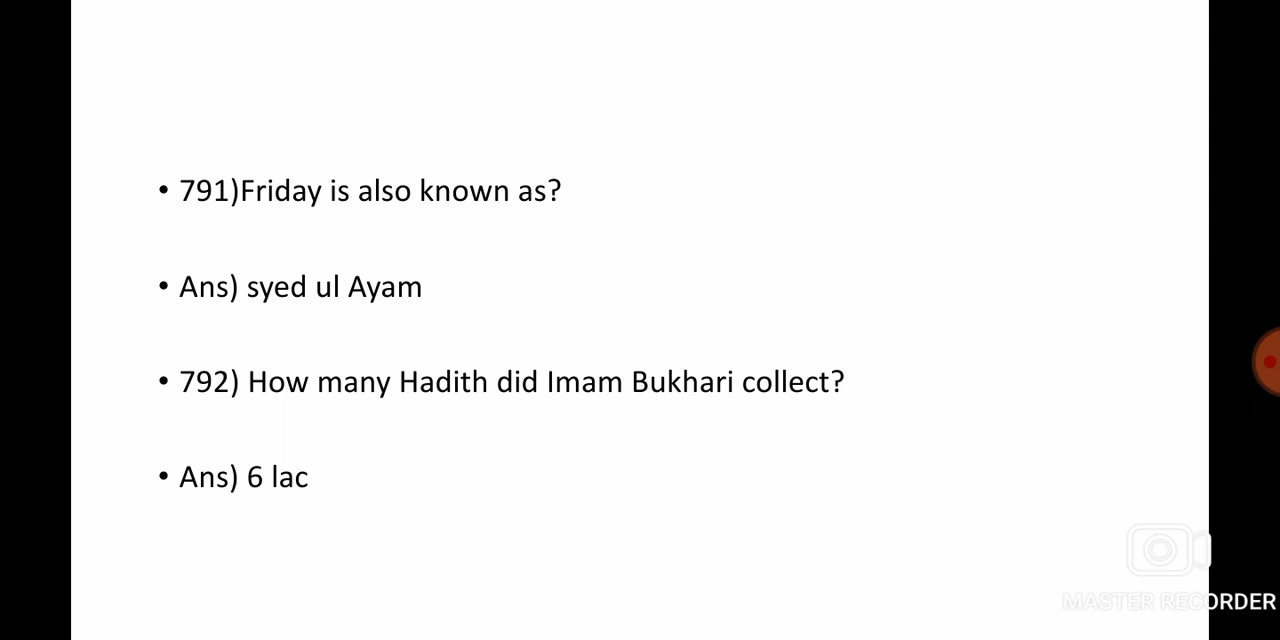 • 791)Friday is also known as?
• Ans) syed ul Ayam
• 792) How many Hadith did Imam Bukhari collect?
• Ans) 6 lac
MASTER RECORDER